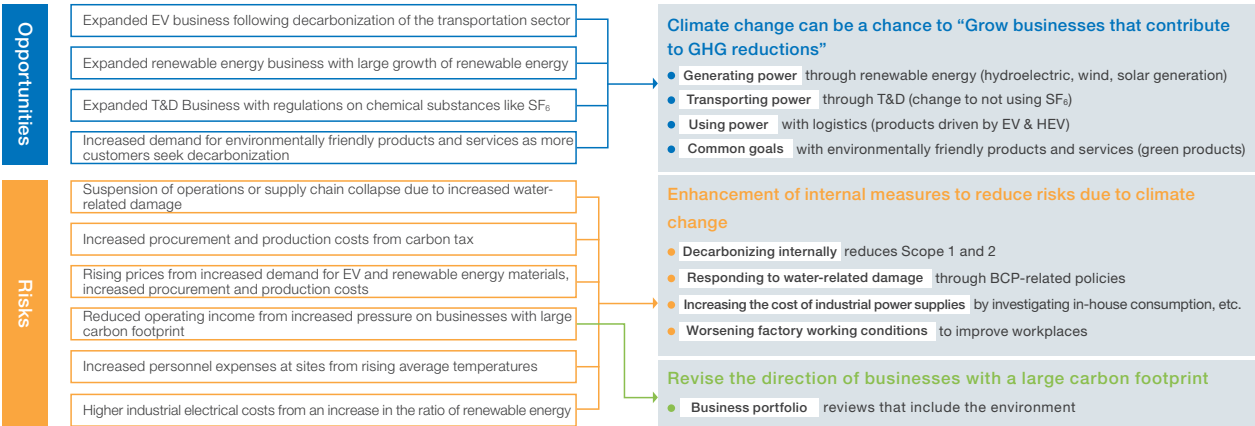 Opportunities
Expanded EV business following decarbonization of the transportation sector
Expanded renewable energy business with large growth of renewable energy
Expanded T&D Business with regulations on chemical substances like SF₆
Increased demand for environmentally friendly products and services as more
customers seek decarbonization
Climate change can be a chance to “Grow businesses that contribute
to GHG reductions”
● Generating power through renewable energy (hydroelectric, wind, solar generation)
● Transporting power through T&D (change to not using SF₆)
● Using power with logistics (products driven by EV & HEV)
● Common goals with environmentally friendly products and services (green products)
Risks
Suspension of operations or supply chain collapse due to increased water-
related damage
Increased procurement and production costs from carbon tax
Rising prices from increased demand for EV and renewable energy materials,
increased procurement and production costs
Reduced operating income from increased pressure on businesses with large
carbon footprint
Increased personnel expenses at sites from rising average temperatures
Higher industrial electrical costs from an increase in the ratio of renewable energy
Enhancement of internal measures to reduce risks due to climate
change
● Decarbonizing internally reduces Scope 1 and 2
● Responding to water-related damage through BCP-related policies
● Increasing the cost of industrial power supplies by investigating in-house consumption, etc.
● Worsening factory working conditions to improve workplaces
Revise the direction of businesses with a large carbon footprint
● Business portfolio reviews that include the environment